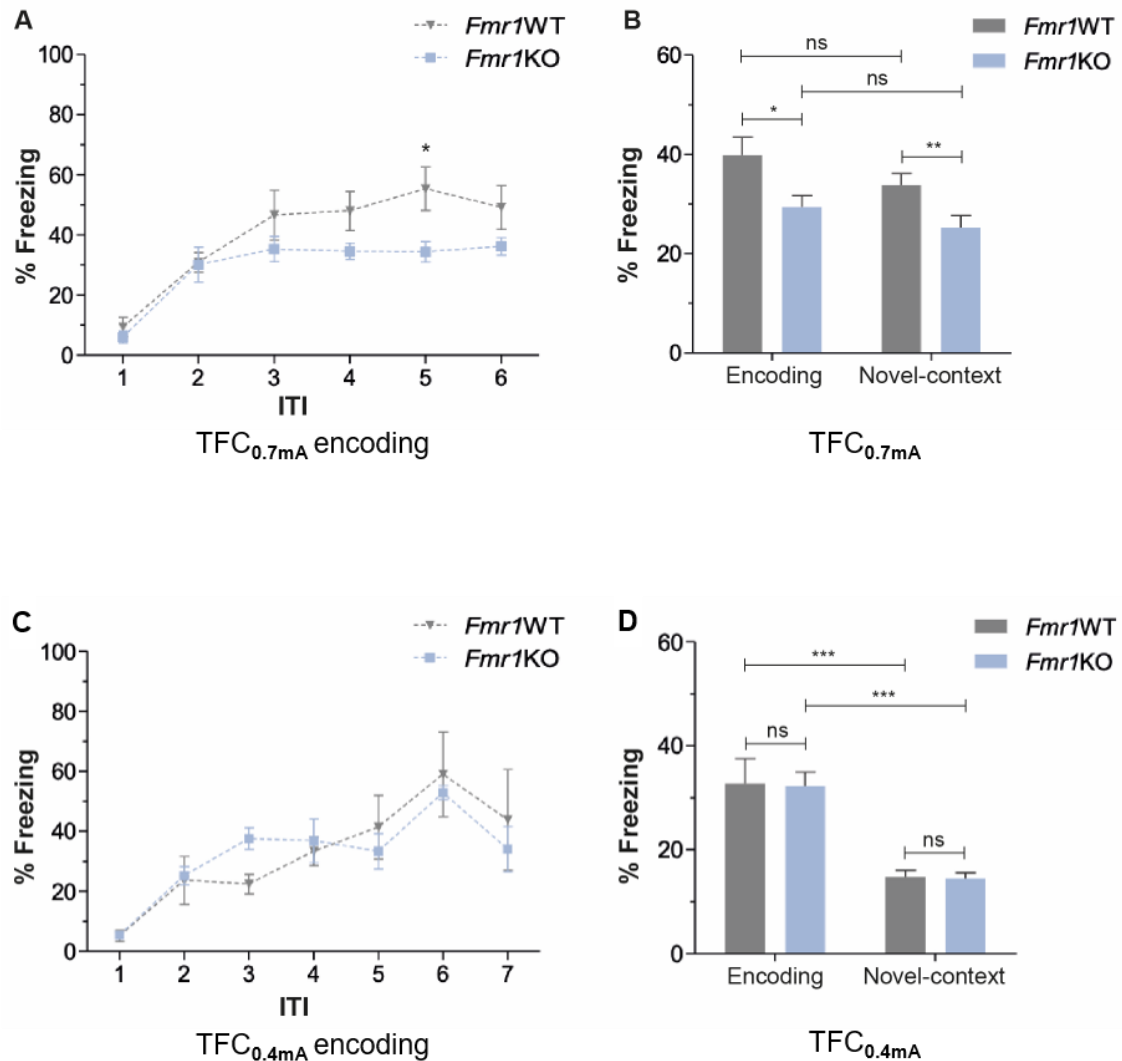 A
Fmr1WT
Fmr1KO
% Freezing
100
80
60
40
20
0
*
1 2 3 4 5 6
ITI
TFC0.7mA encoding
B
Fmr1WT
Fmr1KO
% Freezing
60
40
20
0
ns
ns
*
**
Encoding Novel-context
TFC0.7mA
C
Fmr1WT
Fmr1KO
% Freezing
100
80
60
40
20
0
1 2 3 4 5 6 7
ITI
TFC0.4mA encoding
D
Fmr1WT
Fmr1KO
% Freezing
60
40
20
0
***
***
ns
ns
Encoding Novel-context
TFC0.4mA